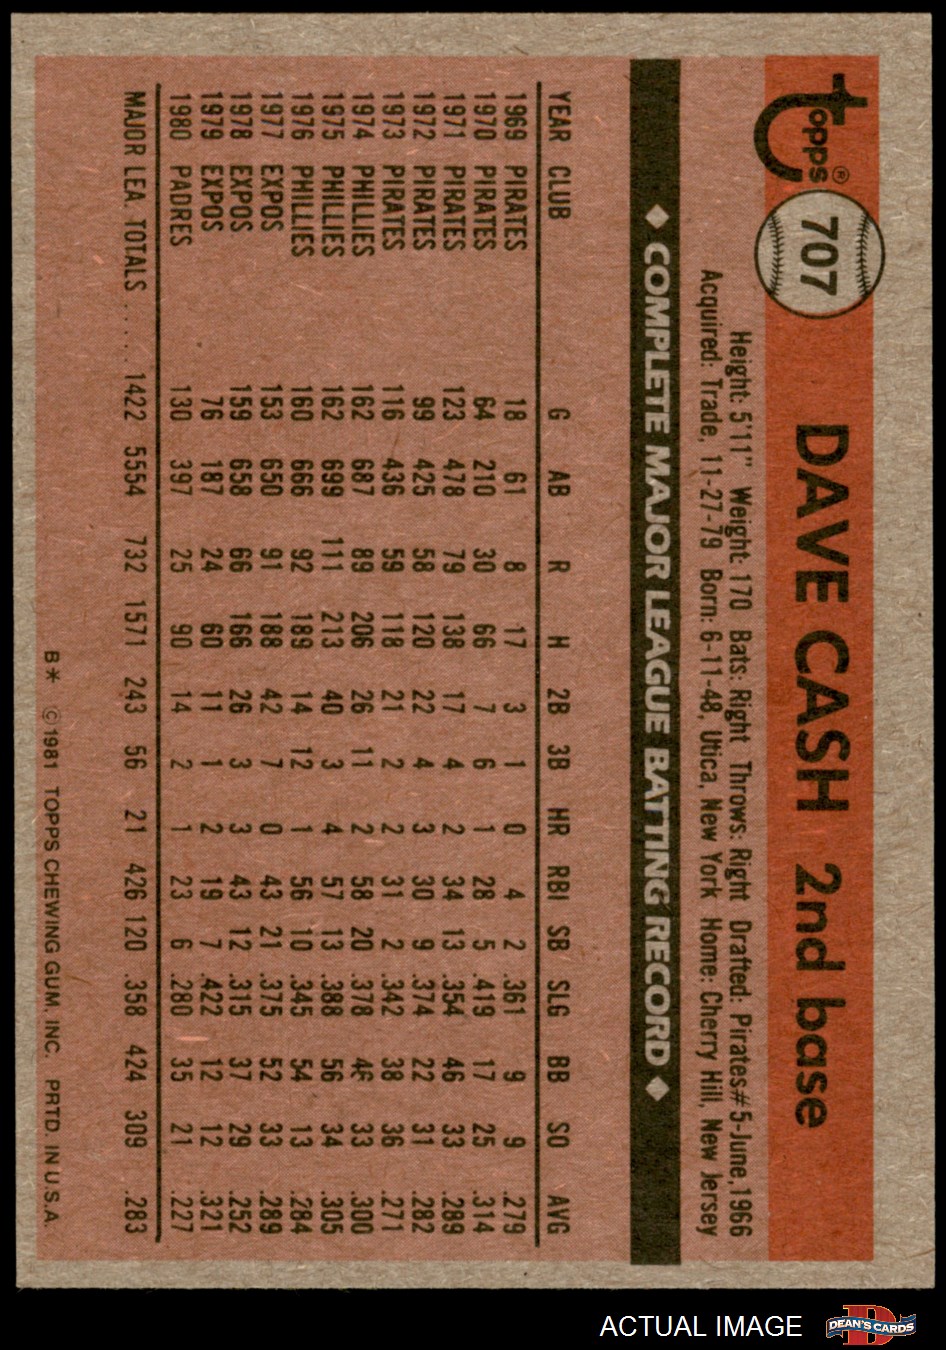 Topps®
707 DAVE CASH 2nd base
Height: 5'11" Weight: 170 Bats: Right Throws: Right Drafted: Pirates#5-June,1966
Acquired: Trade, 11-27-79 Born: 6-11-48, Utica, New York Home: Cherry Hill, New Jersey
◆ COMPLETE MAJOR LEAGUE BATTING RECORD ◆
YEAR CLUB G AB R H 2B 3B HR RBI SB SLG BB SO AVG
1969 PIRATES 18 61 8 17 3 1 0 4 2 .361 9 9 .279
1970 PIRATES 64 210 30 66 7 6 1 28 5 .419 17 25 .314
1971 PIRATES 123 478 79 138 17 4 2 34 13 .354 46 33 .289
1972 PIRATES 99 425 58 120 22 4 3 30 9 .374 22 31 .282
1973 PIRATES 116 436 59 118 21 2 2 31 2 .342 38 36 .271
1974 PHILLIES 162 687 89 206 26 11 2 58 20 .378 46 33 .300
1975 PHILLIES 162 699 111 213 40 3 4 57 13 .388 56 34 .305
1976 PHILLIES 160 666 92 189 14 12 1 56 10 .345 54 13 .284
1977 EXPOS 153 650 91 188 42 7 0 43 21 .375 52 33 .289
1978 EXPOS 159 658 66 166 26 3 3 43 12 .315 37 29 .252
1979 EXPOS 76 187 24 60 11 1 2 19 7 .422 12 12 .321
1980 PADRES 130 397 25 90 14 2 1 23 6 .280 35 21 .227
MAJOR LEA. TOTALS ..... 1422 5554 732 1571 243 56 21 426 120 .358 424 309 .283
B* ©1981 TOPPS CHEWING GUM, INC. PRTD. IN U.S.A.
ACTUAL IMAGE
D
DEAN'S CARDS